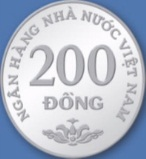 NGÂN HÀNG NHÀ NƯỚC VIỆT NAM
200
ĐỒNG